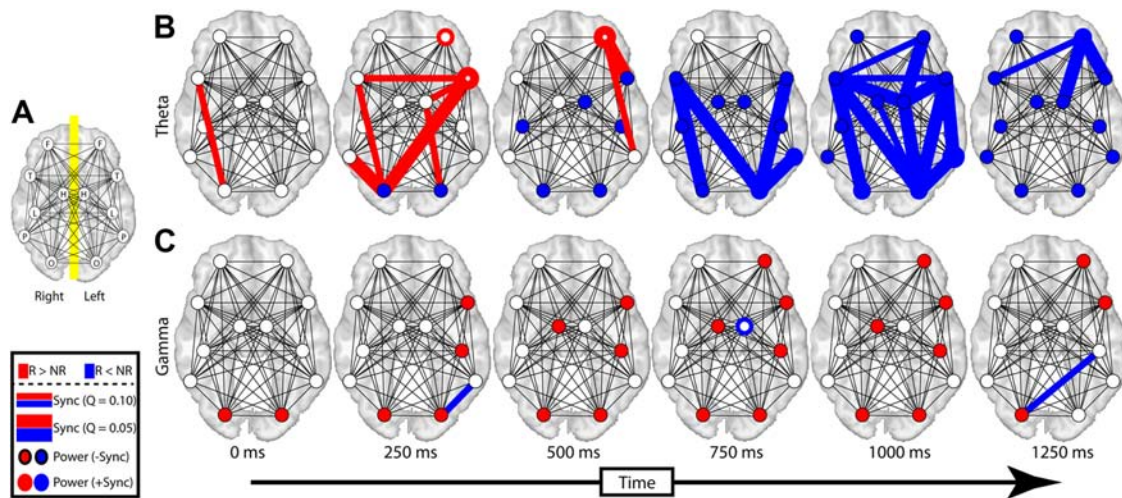 B
Theta
A
F F
T T
H H
L L
P P
O O
Right Left
C
Gamma
R > NR R < NR
Sync (Q = 0.10)
Sync (Q = 0.05)
Power (-Sync)
Power (+Sync)
0 ms 250 ms 500 ms 750 ms 1000 ms 1250 ms
Time